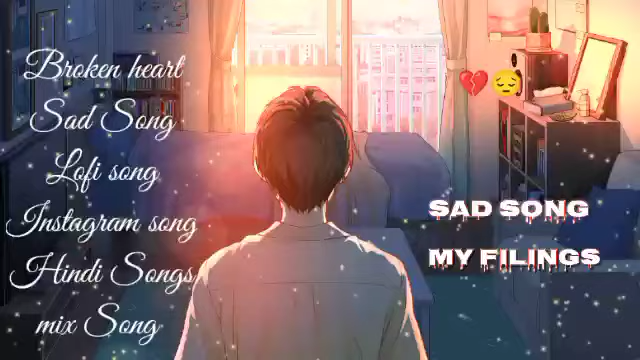 Broken heart
Sad Song
Lofi song
Instagram song
Hindi Songs
mix Song
💔😔
SAD SONG
MY FILINGS